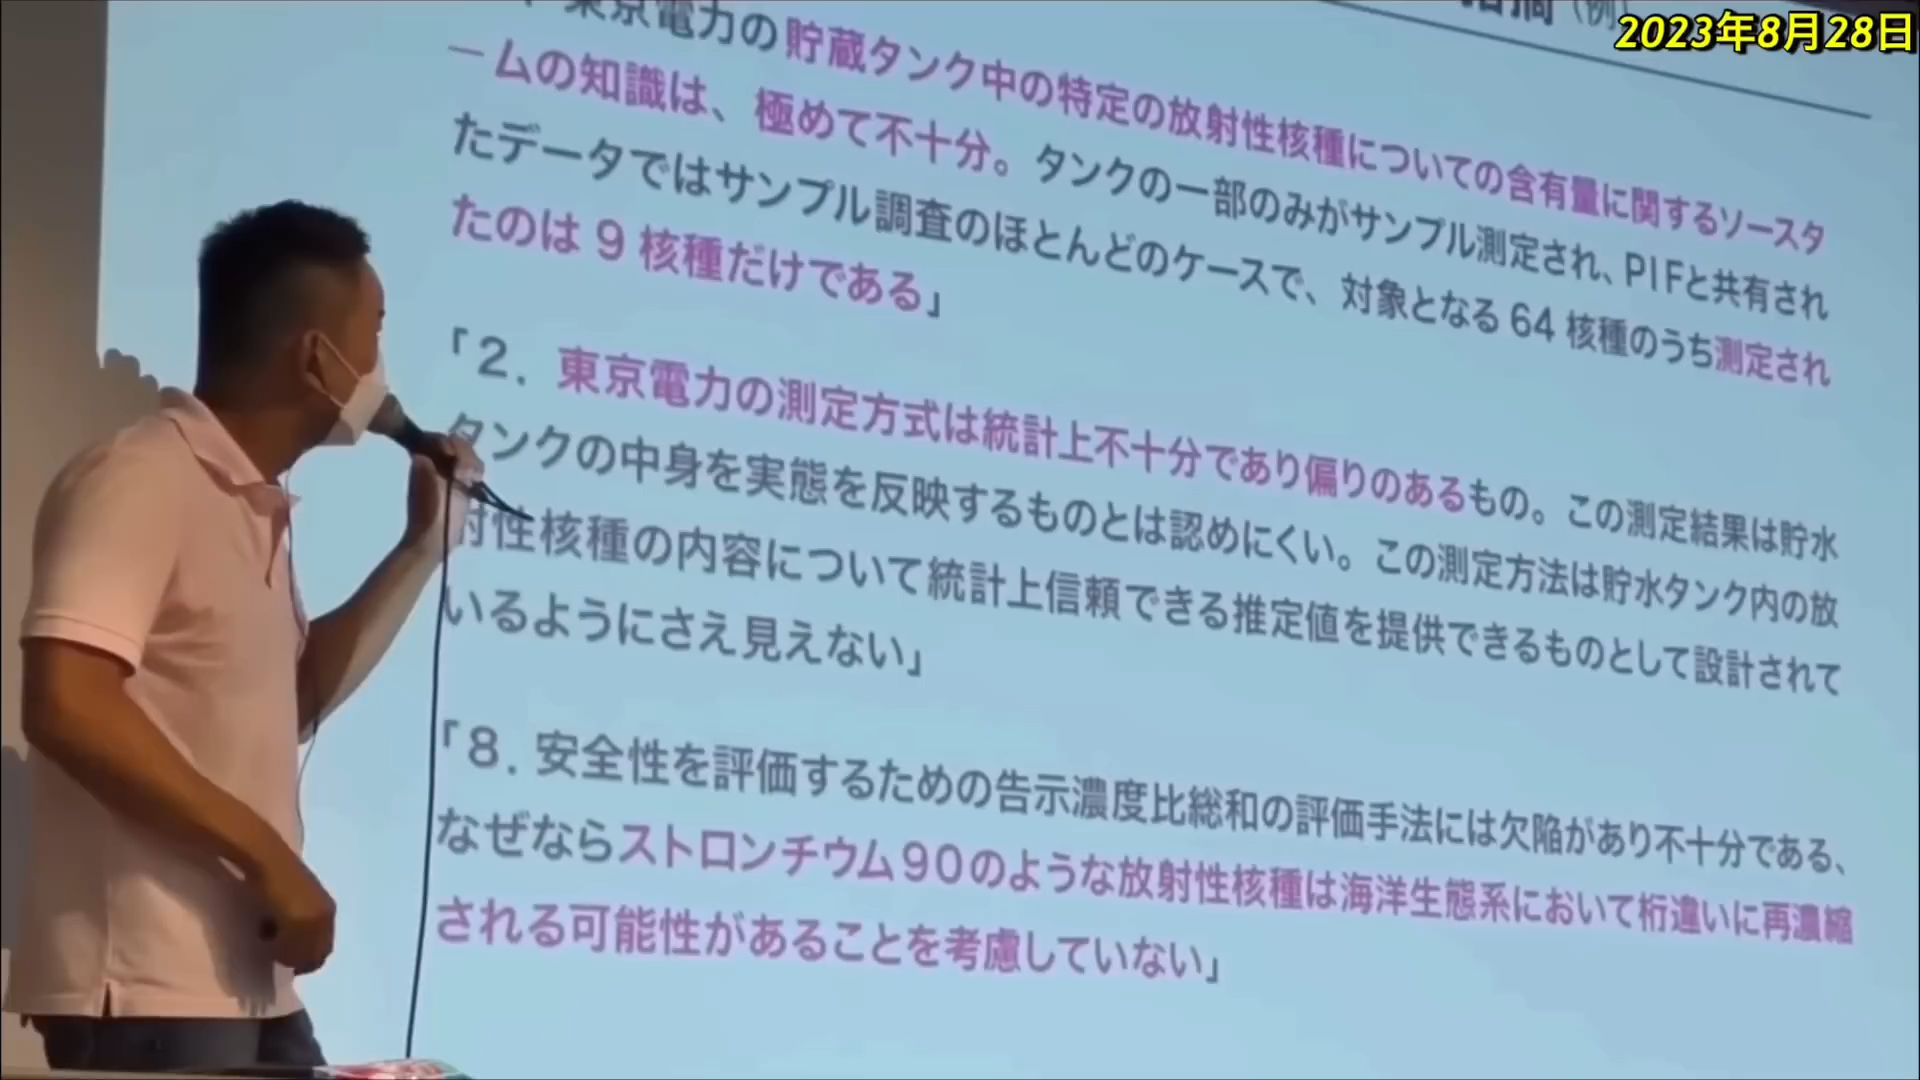 指摘（例）
2023年8月28日
東京電力の貯蔵タンク中の特定の放射性核種についての含有量に関するソースタ
ームの知識は、極めて不十分。タンクの一部のみがサンプル測定され、PIFと共有され
たデータではサンプル調査のほとんどのケースで、対象となる64核種のうち測定され
たのは9核種だけである」
「2．東京電力の測定方式は統計上不十分であり偏りのあるもの。この測定結果は貯水
タンクの中身を実態を反映するものとは認めにくい。この測定方法は貯水タンク内の放
射性核種の内容について統計上信頼できる推定値を提供できるものとして設計されて
いるようにさえ見えない」
「8．安全性を評価するための告示濃度比総和の評価手法には欠陥があり不十分である、
なぜならストロンチウム90のような放射性核種は海洋生態系において桁違いに再濃縮
される可能性があることを考慮していない」